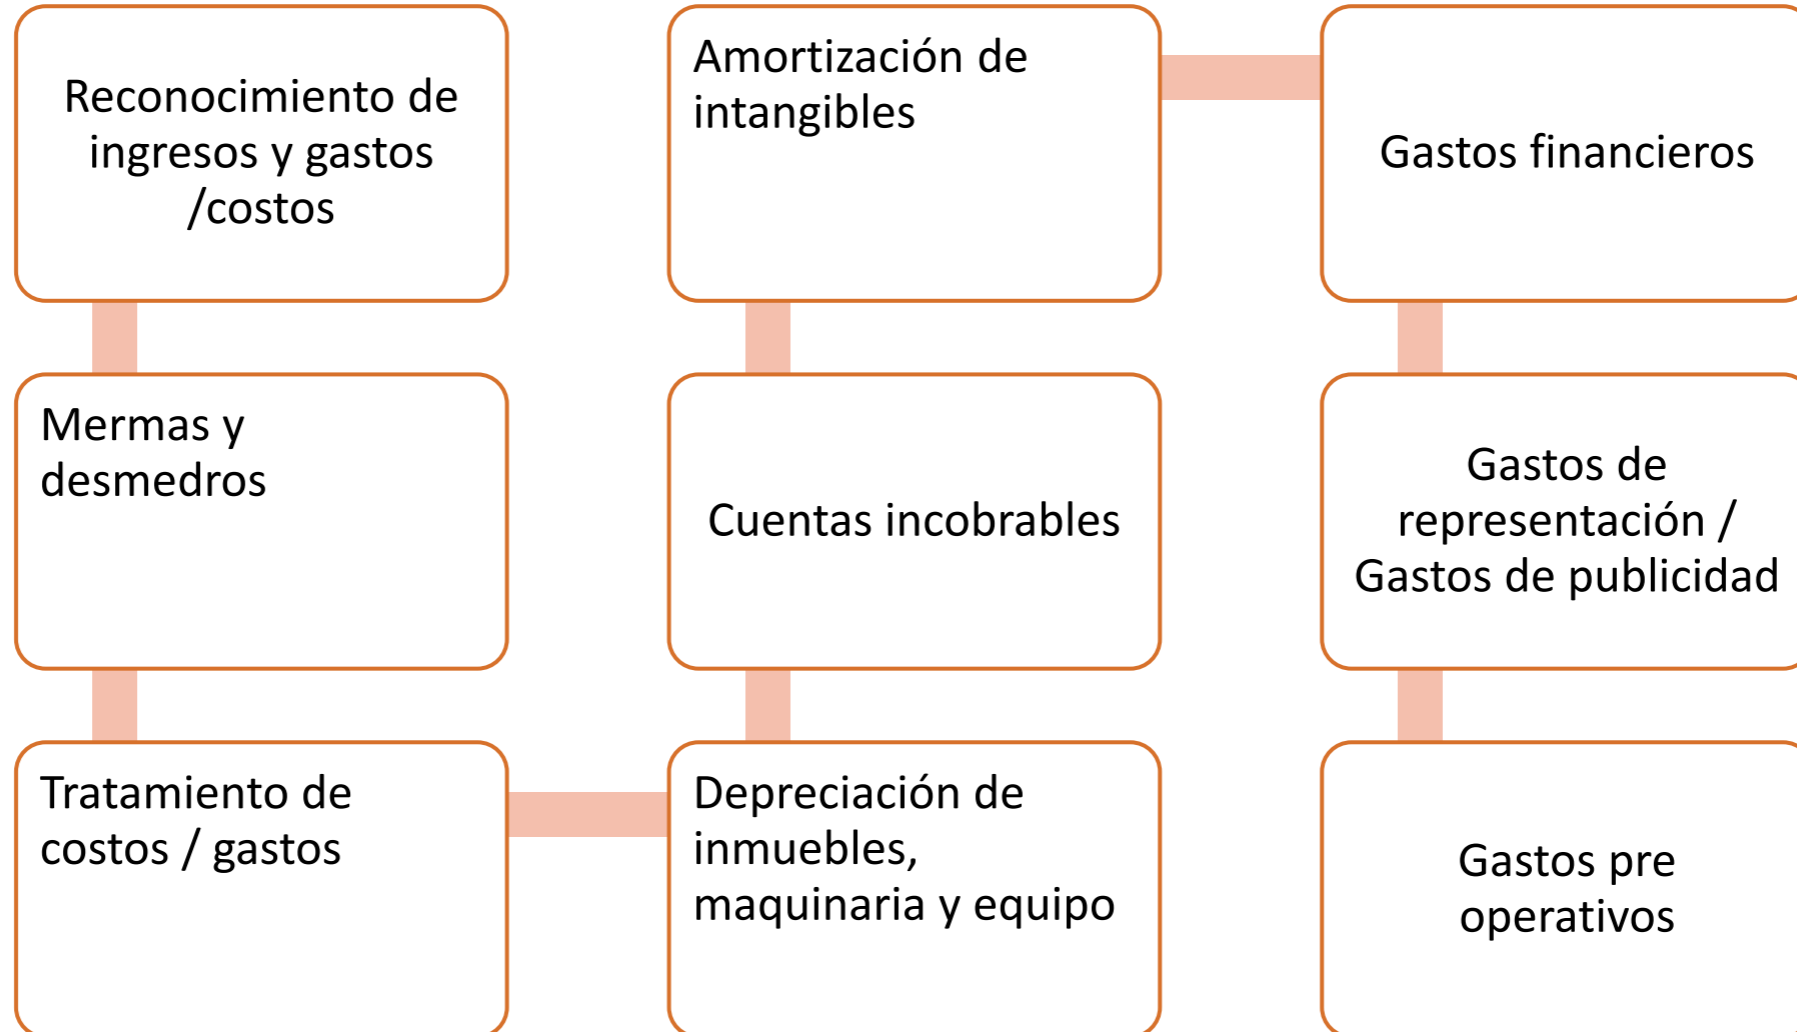 Reconocimiento de
ingresos y gastos
/costos
Mermas y
desmedros
Tratamiento de
costos / gastos
Depreciación de
inmuebles,
maquinaria y equipo
Cuentas incobrables
Amortización de
intangibles
Gastos financieros
Gastos de
representación /
Gastos de publicidad
Gastos pre
operativos